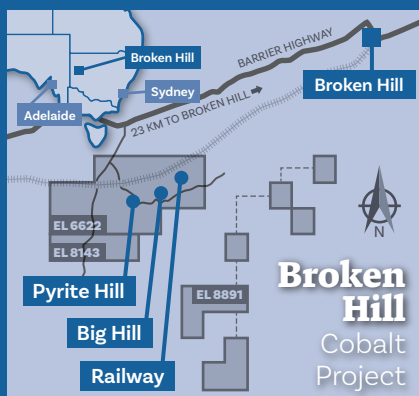 Broken Hill
Sydney
Adelaide
BARRIER HIGHWAY
23 KM TO BROKEN HILL
Broken Hill
EL 6622
EL 8143
EL 8891
N
Pyrite Hill
Big Hill
Railway
Broken
Hill
Cobalt
Project